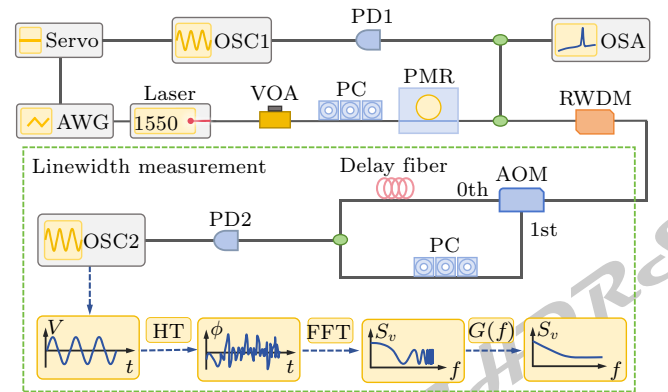 PD1
Servo
OSC1
OSA
Laser
VOA
PC
PMR
RWDM
AWG
1550
Linewidth measurement
Delay fiber
AOM
0th
1st
PD2
OSC2
PC
V
t
HT
ϕ
t
FFT
S_v
f
G(f)
S_v
f